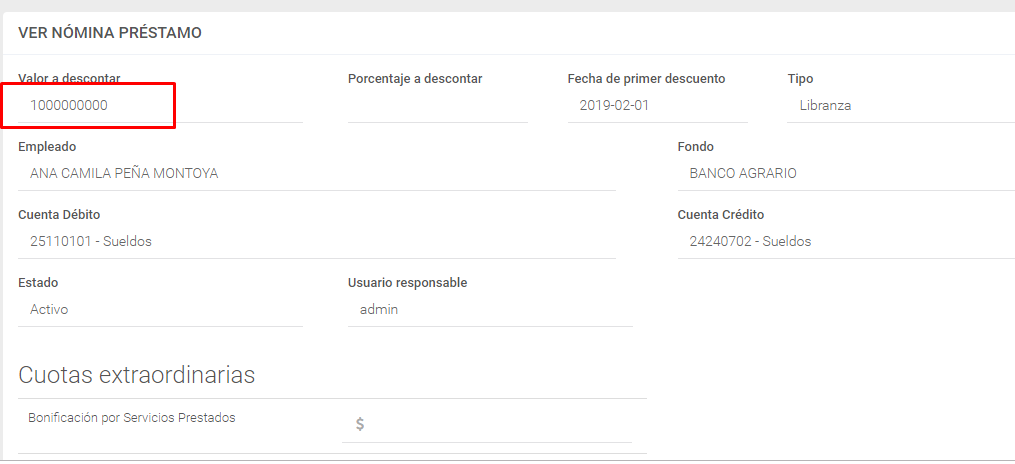 VER NÓMINA PRÉSTAMO
Valor a descontar Porcentaje a descontar Fecha de primer descuento Tipo
1000000000 2019-02-01 Libranza
Empleado Fondo
ANA CAMILA PEÑA MONTOYA BANCO AGRARIO
Cuenta Débito Cuenta Crédito
25110101 - Sueldos 24240702 - Sueldos
Estado Usuario responsable
Activo admin
Cuotas extraordinarias
Bonificación por Servicios Prestados $